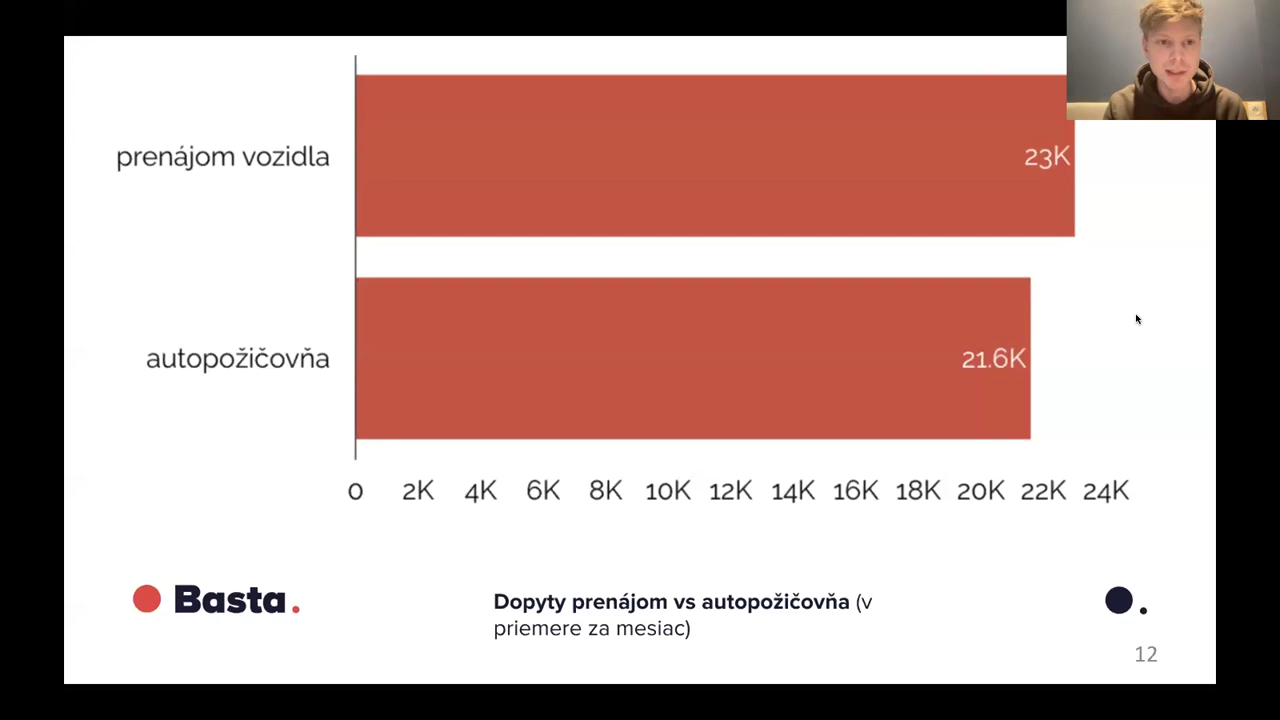 prenájom vozidla
23K
autopožičovňa
21.6K
0 2K 4K 6K 8K 10K 12K 14K 16K 18K 20K 22K 24K
Basta.
Dopyty prenájom vs autopožičovňa (v
priemere za mesiac)
12